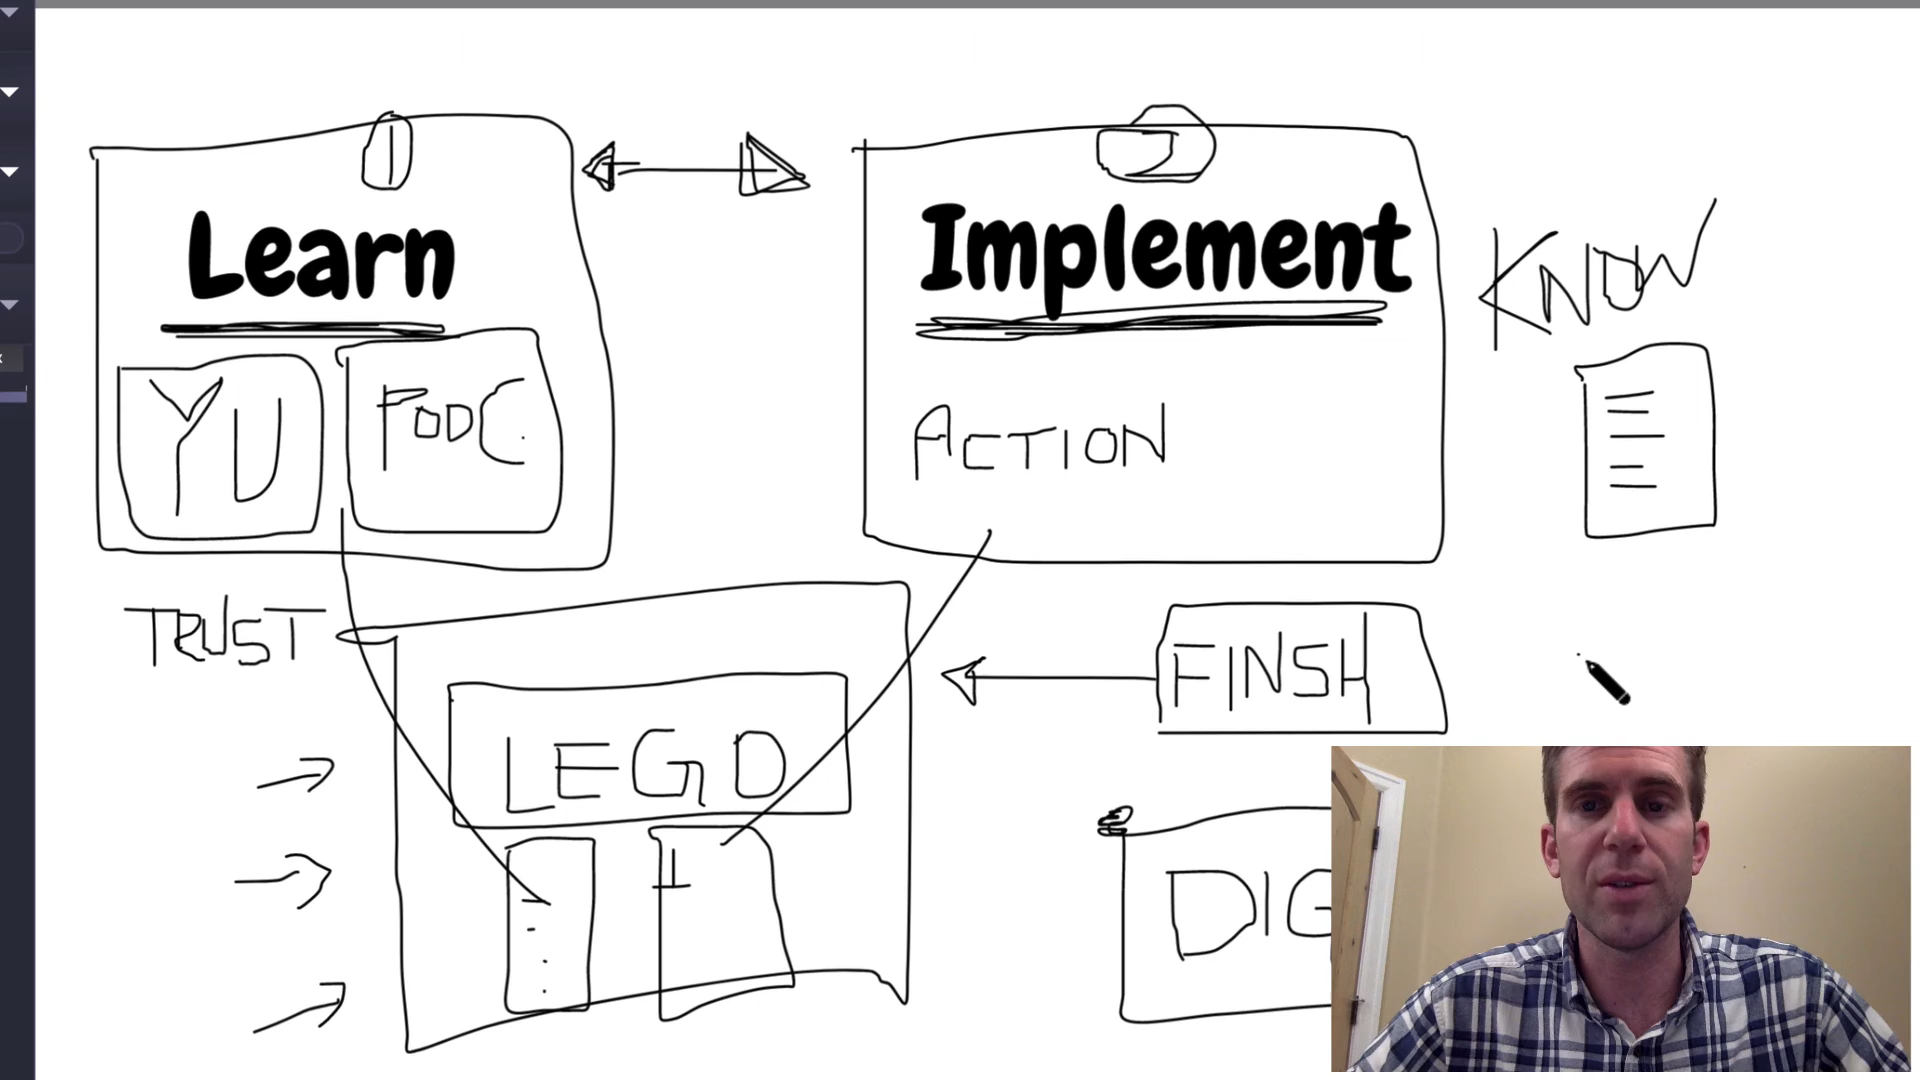 1
2
Learn
Implement
KNOW
YU
PODC
ACTION
TRUST
FINSH
LEGO
DIG